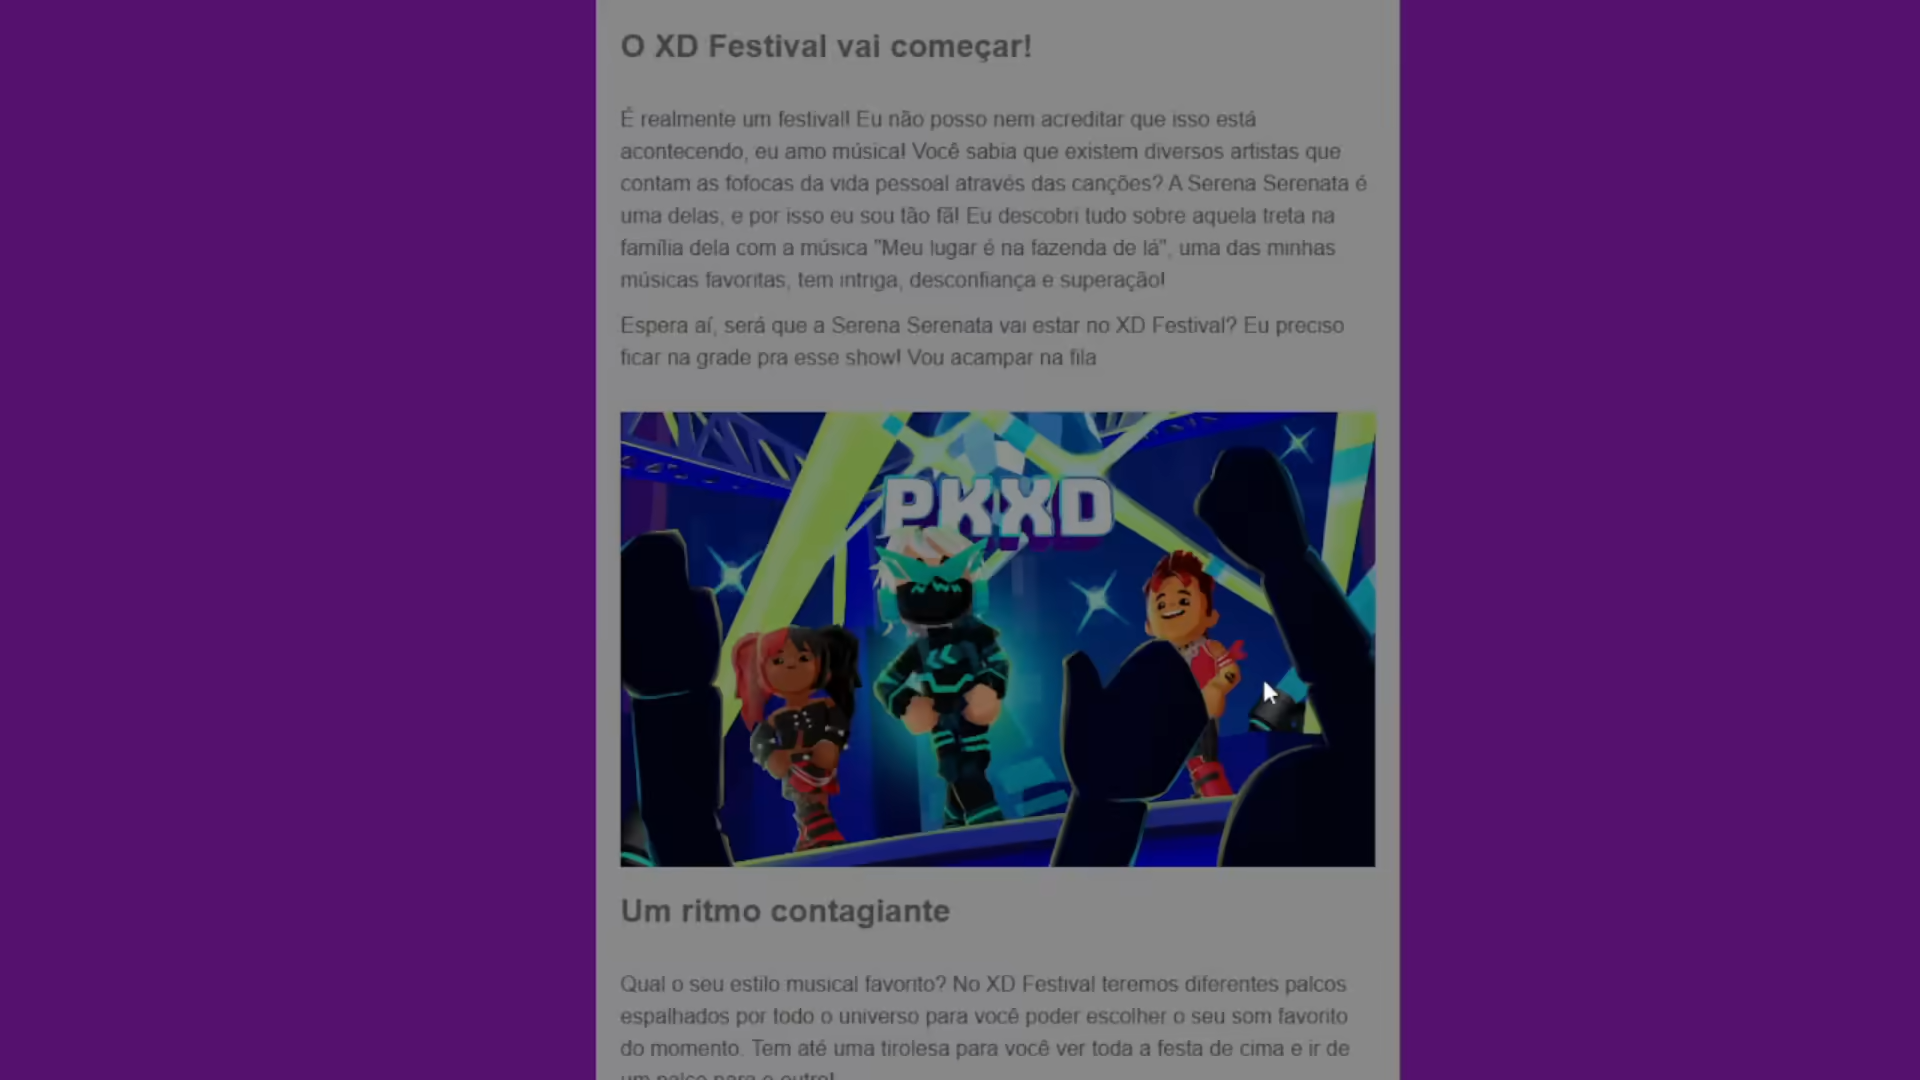 O XD Festival vai começar!
É realmente um festival! Eu não posso nem acreditar que isso está
acontecendo, eu amo música! Você sabia que existem diversos artistas que
contam as fofocas da vida pessoal através das canções? A Serena Serenata é
uma delas, e por isso eu sou tão fã! Eu descobri tudo sobre aquela treta na
família dela com a música "Meu lugar é na fazenda de lá", uma das minhas
músicas favoritas, tem intriga, desconfiança e superação!
Espera aí, será que a Serena Serenata vai estar no XD Festival? Eu preciso
ficar na grade pra esse show! Vou acampar na fila
PKXD
Um ritmo contagiante
Qual o seu estilo musical favorito? No XD Festival teremos diferentes palcos
espalhados por todo o universo para você poder escolher o seu som favorito
do momento. Tem até uma tirolesa para você ver toda a festa de cima e ir de
um palco para o outro!